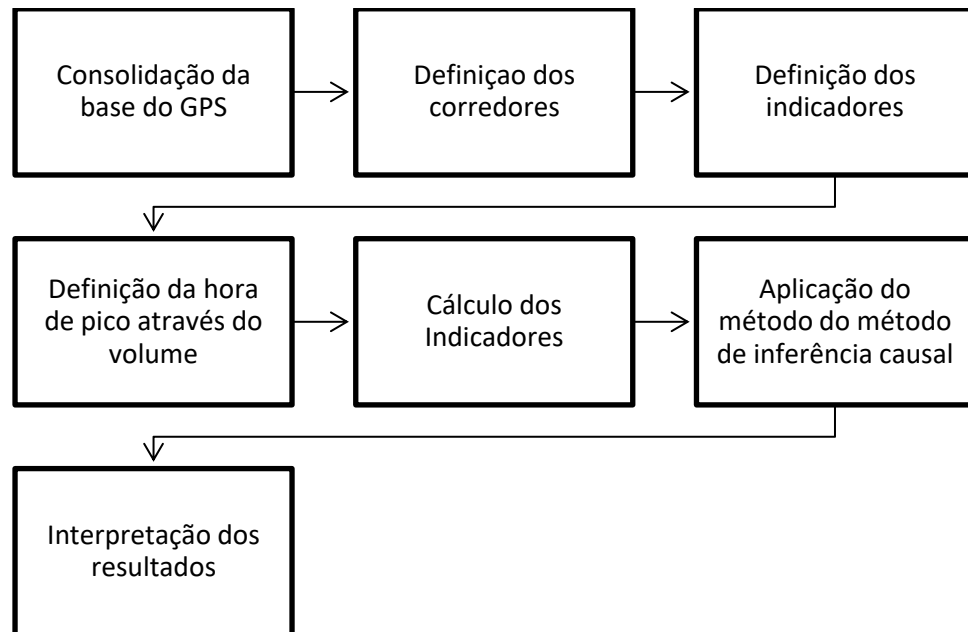 Consolidação da
base do GPS
Definiçao dos
corredores
Definição dos
indicadores
Definição da hora
de pico através do
volume
Cálculo dos
Indicadores
Aplicação do
método do método
de inferência causal
Interpretação dos
resultados